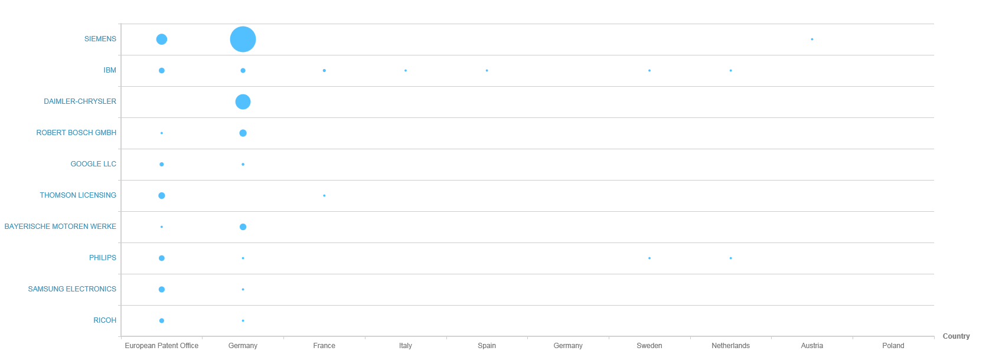 SIEMENS
IBM
DAIMLER-CHRYSLER
ROBERT BOSCH GMBH
GOOGLE LLC
THOMSON LICENSING
BAYERISCHE MOTOREN WERKE
PHILIPS
SAMSUNG ELECTRONICS
RICOH
Country
European Patent Office Germany France Italy Spain Germany Sweden Netherlands Austria Poland